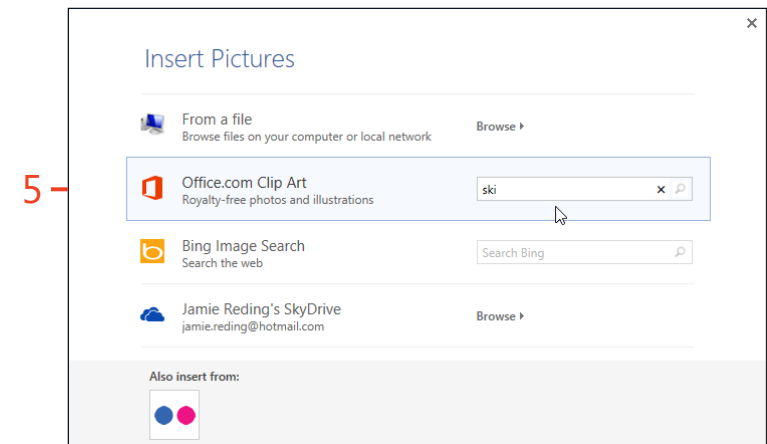 Insert Pictures
From a file
Browse files on your computer or local network
Browse
5
Office.com Clip Art
Royalty-free photos and illustrations
ski
Bing Image Search
Search the web
Search Bing
Jamie Reding's SkyDrive
jamie.reding@hotmail.com
Browse
Also insert from: